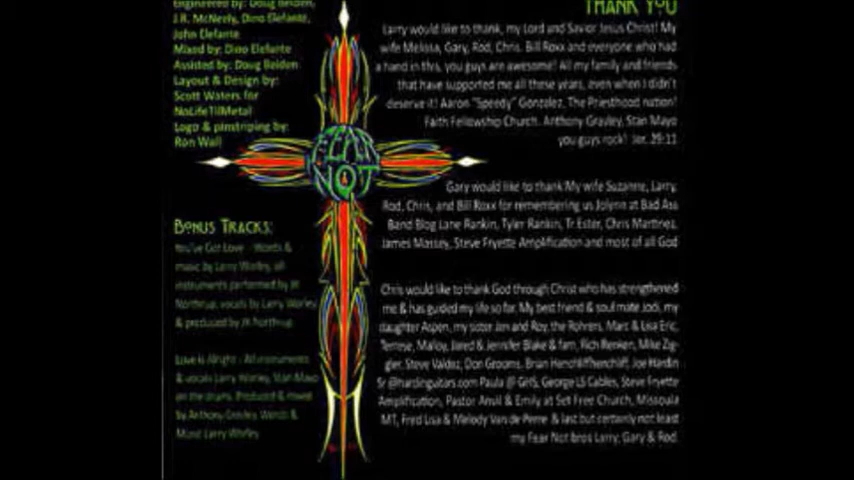 Engineered by: Doug Beiden,
J.R. McNeely, Dino Elefante,
John Elefante
Mixed by: Dino Elefante
Assisted by: Doug Beiden
Layout & Design by:
Scott Waters for
NoLifeTilMetal
Logo & pinstriping by:
Ron Wall
FEAR
NOT
BONUS TRACKS:
You've Got Love - Words &
music by Larry Worley, all
instruments performed by JK
Northrup, vocals by Larry Worley
& produced by JK Northrup
Love is Alright - All instruments
& vocals Larry Worley, Stan Mayo
on the drums. Produced & mixed
by Anthony Gravley. Words &
Music Larry Worley
THANK YOU
Larry would like to thank, my Lord and Savior Jesus Christ! My
wife Melissa, Gary, Rod, Chris, Bill Roxx and everyone who had
a hand in this, you guys are awesome! All my family and friends
that have supported me all these years, even when I didn't
deserve it! Aaron "Speedy" Gonzalez, The Priesthood nation!
Faith Fellowship Church, Anthony Gravley, Stan Mayo
you guys rock! Jer. 29:11
Gary would like to thank My wife Suzanne, Larry,
Rod, Chris, and Bill Roxx for remembering us Jolynn at Bad Ass
Band Blog Lane Rankin, Tyler Rankin, Tr Ester, Chris Martinez,
James Massey, Steve Fryette Amplification and most of all God
Chris would like to thank God through Christ who has strengthened
me & has guided my life so far. My best friend & soul mate Jodi, my
daughter Aspen, my sister Jen and Roy, the Rohrers, Marc & Lisa Eric,
Terrese, Malloy, Jared & Jennifer Blake & fam, Rich Renken, Mike Zig-
gler, Steve Valdez, Don Grooms, Brian Henchliffhenchliff, Joe Hardin
Sr @hardinguitars.com Paula @ GHS, George LS Cables, Steve Fryette
Amplification, Pastor Anvil & Emily at Set Free Church, Missoula
MT, Fred Lisa & Melody Van de Perre & last but certainly not least
my Fear Not bros Larry, Gary & Rod